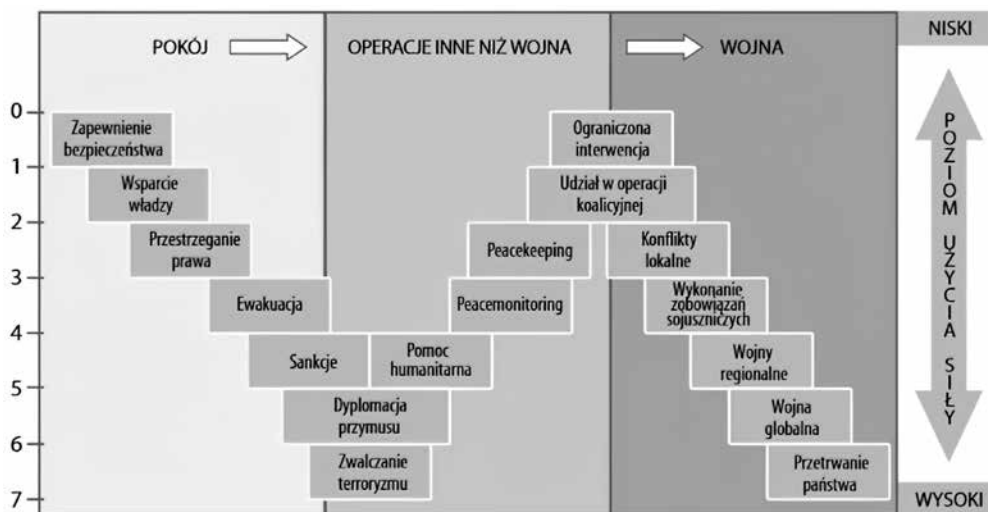 POKÓJ
OPERACJE INNE NIŻ WOJNA
WOJNA
NISKI
0
Zapewnienie
bezpieczeństwa
Ograniczona
interwencja
1
Wsparcie
władzy
Udział w operacji
koalicyjnej
2
Przestrzeganie
prawa
Peacekeeping
Konflikty
lokalne
3
Ewakuacja
Peacemonitoring
Wykonanie
zobowiązań
sojuszniczych
4
Sankcje
Pomoc
humanitarna
Wojny
regionalne
5
Dyplomacja
przymusu
Wojna
globalna
6
Zwalczanie
terroryzmu
Przetrwanie
państwa
7
POZIOM UŻYCIA SIŁY
WYSOKI